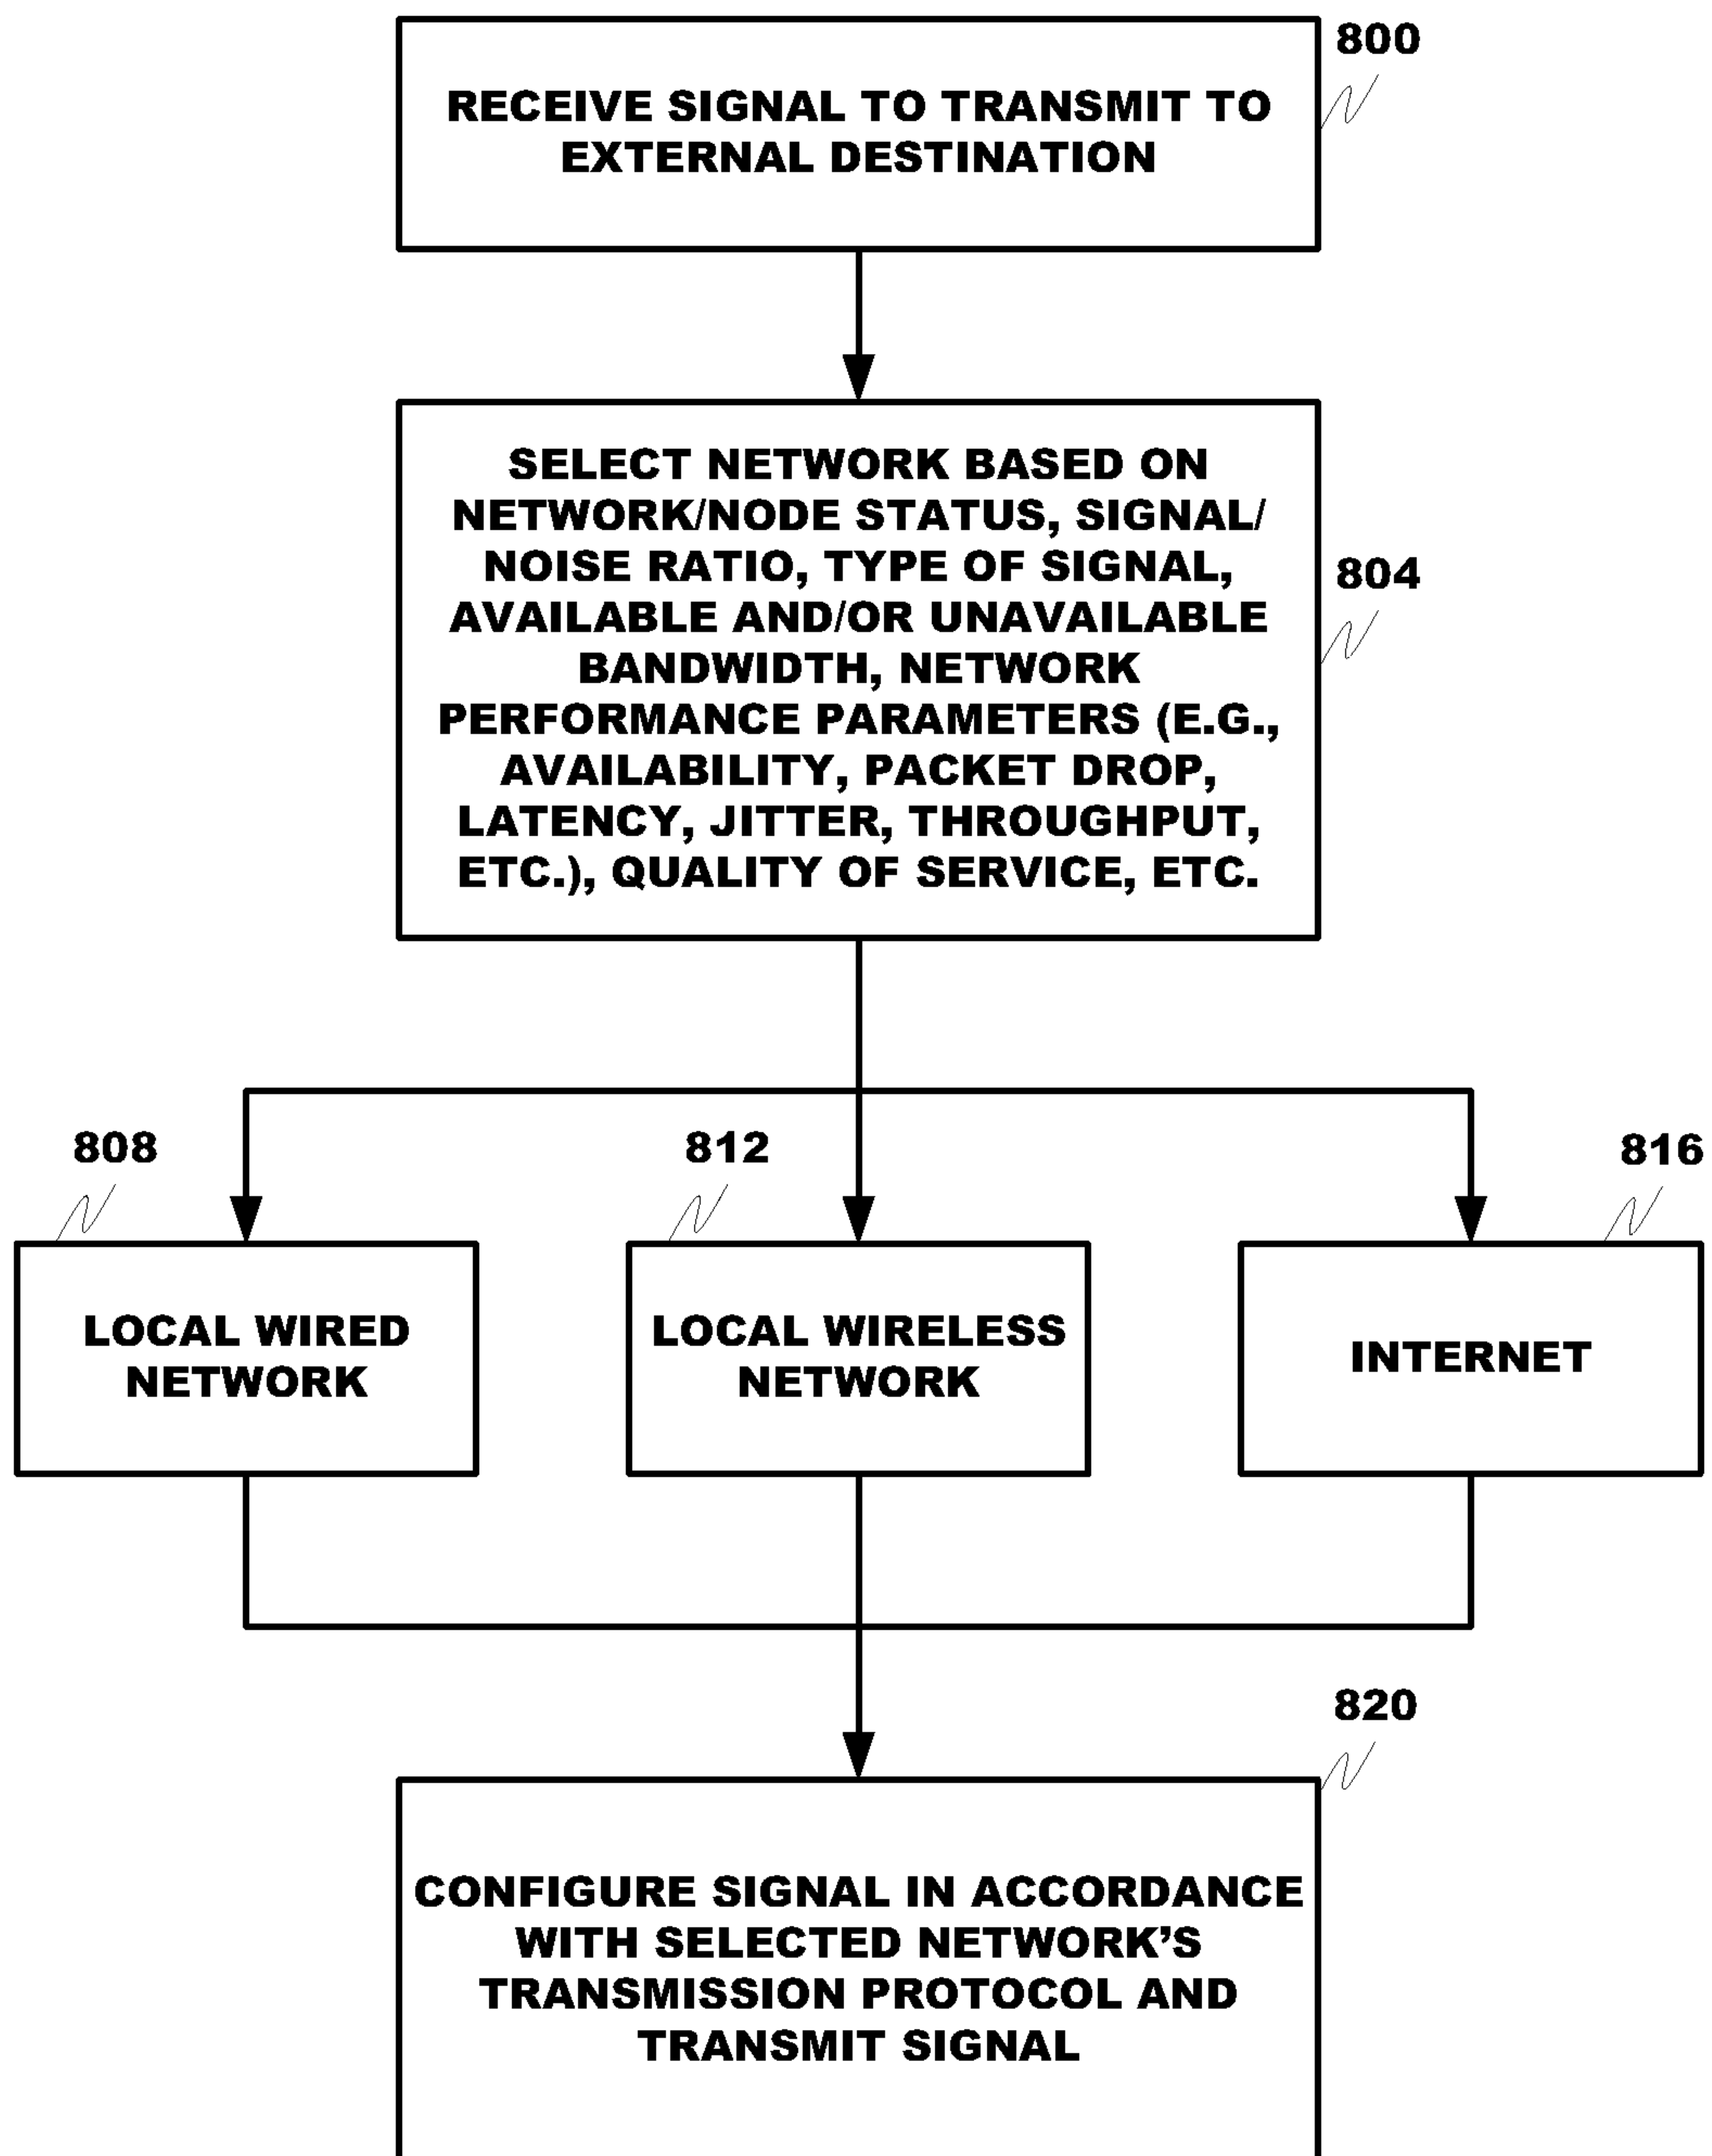 800
RECEIVE SIGNAL TO TRANSMIT TO
EXTERNAL DESTINATION
SELECT NETWORK BASED ON
NETWORK/NODE STATUS, SIGNAL/
NOISE RATIO, TYPE OF SIGNAL,
AVAILABLE AND/OR UNAVAILABLE
BANDWIDTH, NETWORK
PERFORMANCE PARAMETERS (E.G.,
AVAILABILITY, PACKET DROP,
LATENCY, JITTER, THROUGHPUT,
ETC.), QUALITY OF SERVICE, ETC.
804
808
812
816
LOCAL WIRED
NETWORK
LOCAL WIRELESS
NETWORK
INTERNET
820
CONFIGURE SIGNAL IN ACCORDANCE
WITH SELECTED NETWORK’S
TRANSMISSION PROTOCOL AND
TRANSMIT SIGNAL